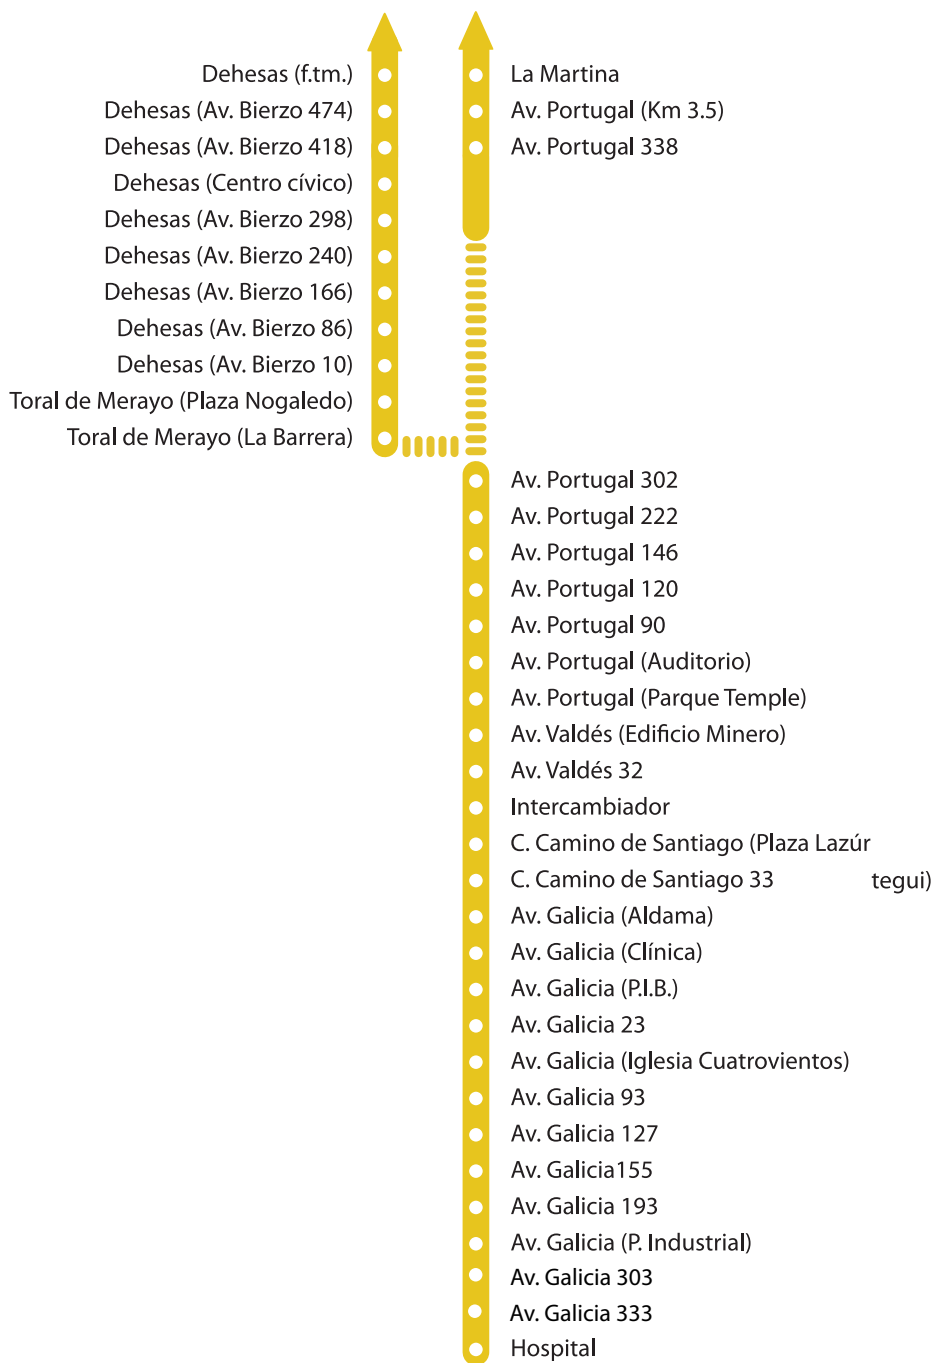 Dehesas (f.tm.)
Dehesas (Av. Bierzo 474)
Dehesas (Av. Bierzo 418)
Dehesas (Centro cívico)
Dehesas (Av. Bierzo 298)
Dehesas (Av. Bierzo 240)
Dehesas (Av. Bierzo 166)
Dehesas (Av. Bierzo 86)
Dehesas (Av. Bierzo 10)
Toral de Merayo (Plaza Nogaledo)
Toral de Merayo (La Barrera)
La Martina
Av. Portugal (Km 3.5)
Av. Portugal 338
Av. Portugal 302
Av. Portugal 222
Av. Portugal 146
Av. Portugal 120
Av. Portugal 90
Av. Portugal (Auditorio)
Av. Portugal (Parque Temple)
Av. Valdés (Edificio Minero)
Av. Valdés 32
Intercambiador
C. Camino de Santiago (Plaza Lazúr
C. Camino de Santiago 33 tegui)
Av. Galicia (Aldama)
Av. Galicia (Clínica)
Av. Galicia (P.I.B.)
Av. Galicia 23
Av. Galicia (Iglesia Cuatrovientos)
Av. Galicia 93
Av. Galicia 127
Av. Galicia155
Av. Galicia 193
Av. Galicia (P. Industrial)
Av. Galicia 303
Av. Galicia 333
Hospital